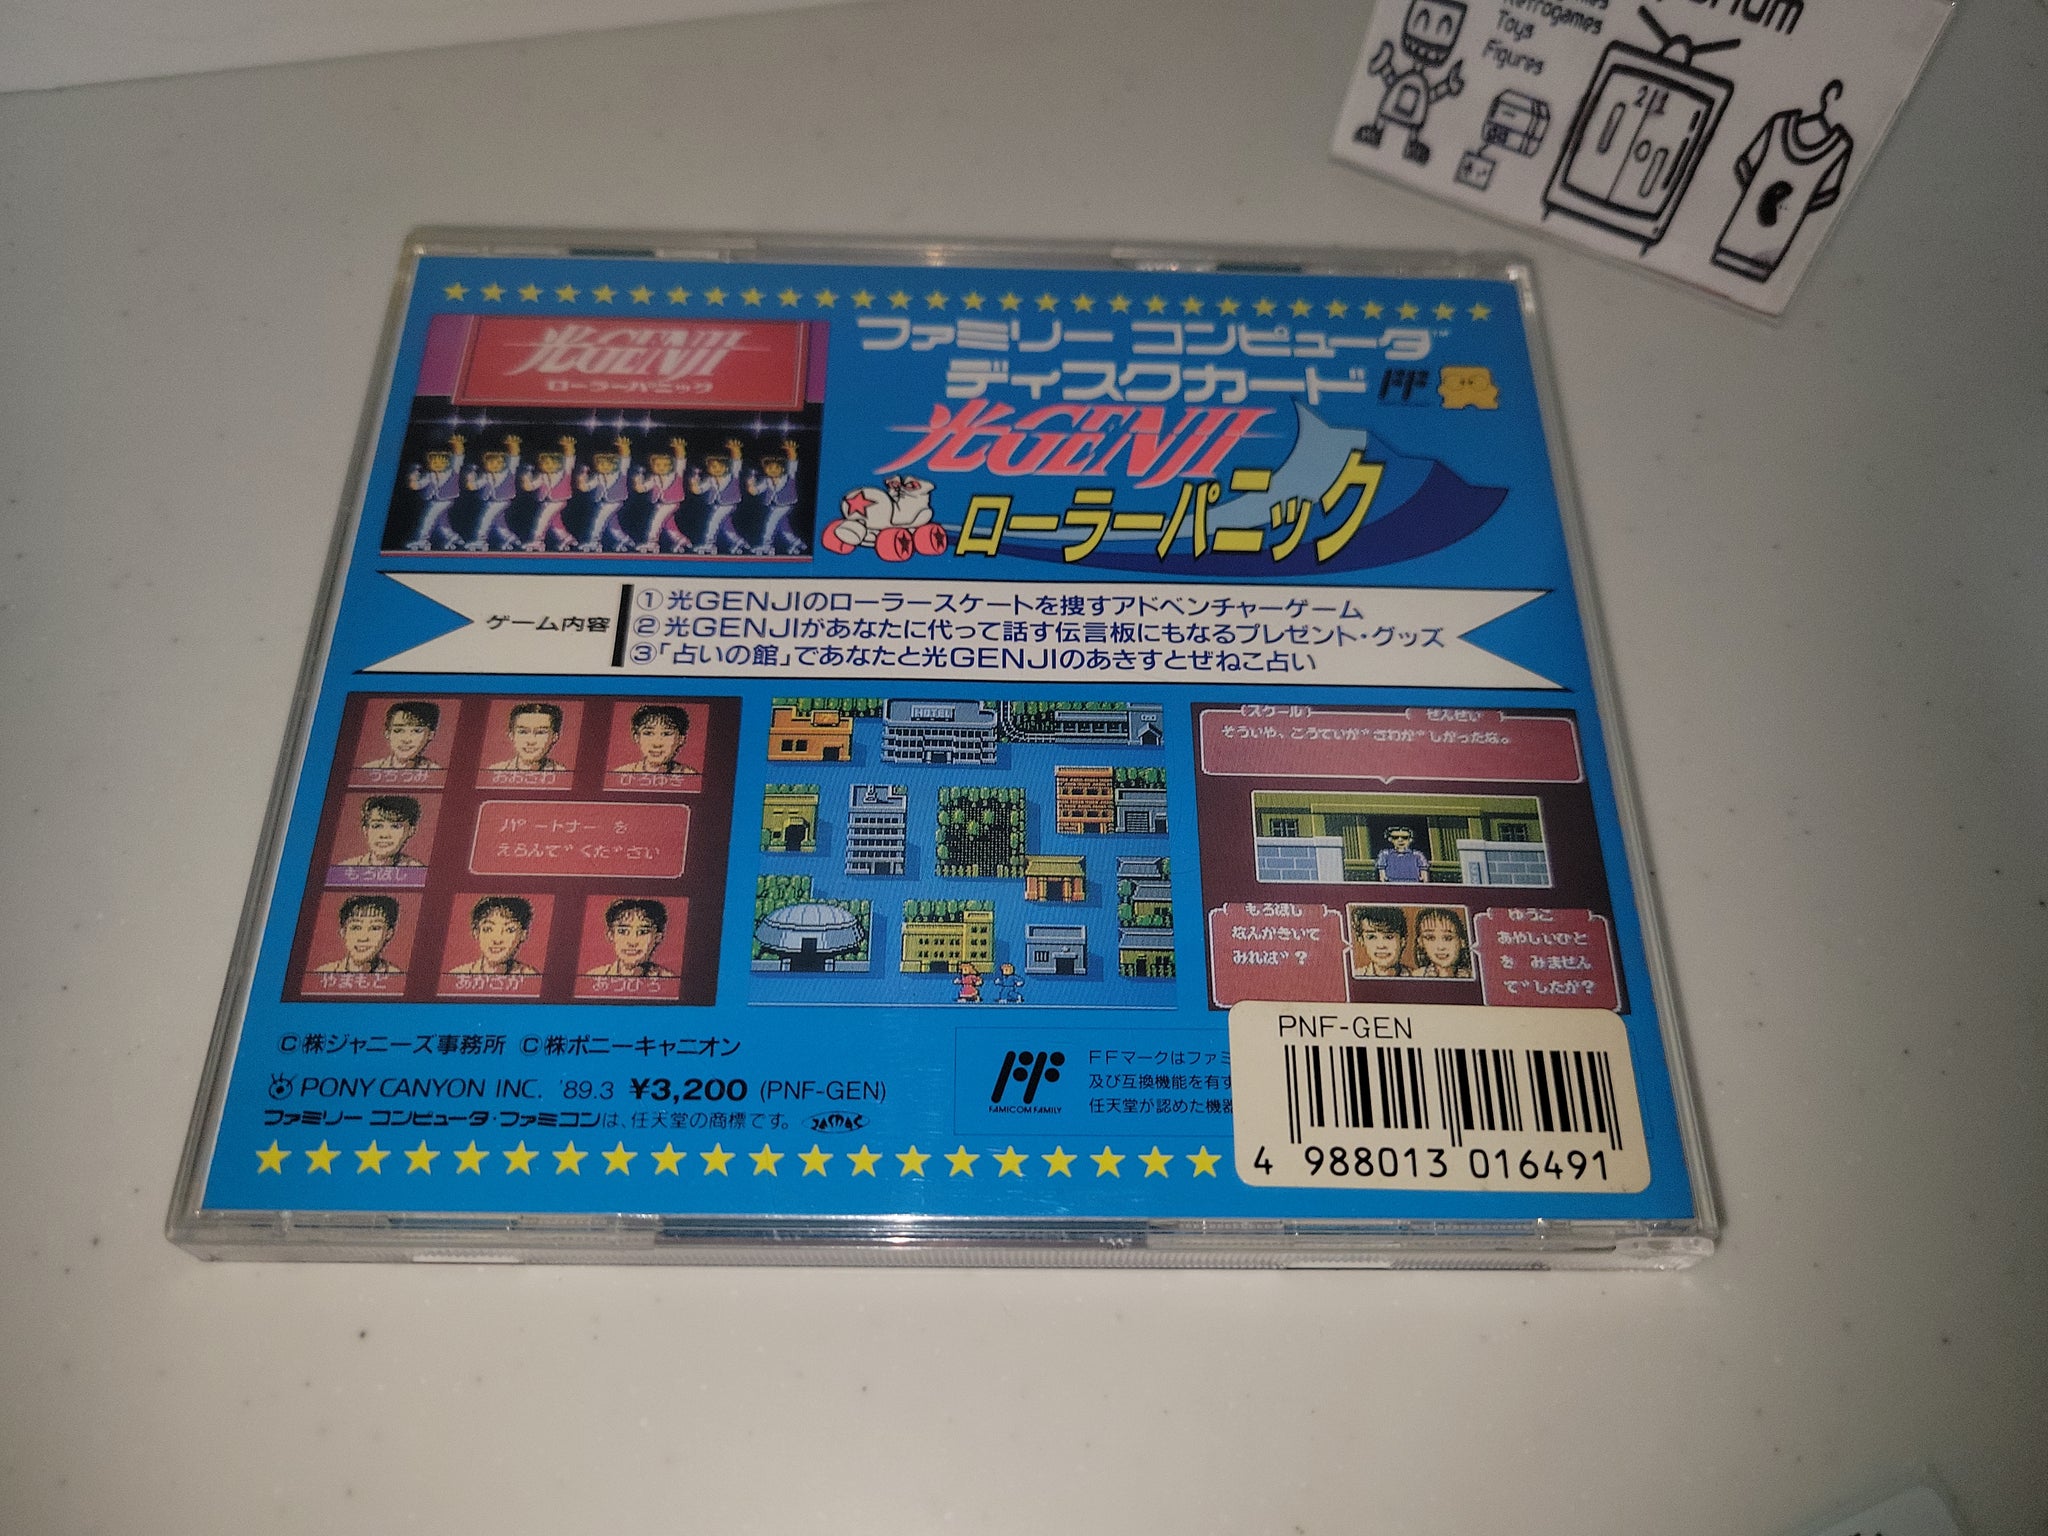 Retrogames
Toys
Figures
光GENJI
ローラーパニック
ファミリー コンピュータ
ディスクカード
光GENJI
ローラーパニック
ゲーム内容
①光GENJIのローラースケートを捜すアドベンチャーゲーム
②光GENJIがあなたに代って話す伝言板にもなるプレゼント・グッズ
③「占いの館」であなたと光GENJIのあきすとぜねこ占い
うちうみ
おおさわ
ひろゆき
もろぼし
パートナー を
えらんでください
やまもと
あかさか
あつひろ
HOTEL
スクール
せんせい
そういや、こうていが さわがしかったな。
もろぼし
なんかきいて
みれば?
ゆうこ
あやしいひと
を みません
でしたか?
Ⓒ㈱ジャニーズ事務所 Ⓒ㈱ポニーキャニオン
PONY CANYON INC. '89.3 ¥3,200 (PNF-GEN)
ファミリー コンピュータ・ファミコンは、任天堂の商標です。
FAMICOM FAMILY
FFマークはファミ
及び互換機能を有す
任天堂が認めた機器
PNF-GEN
4 988013 016491